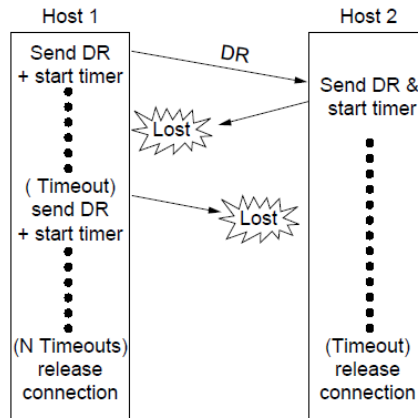 Host 1
Host 2
Send DR
+ start timer
DR
Send DR &
start timer
Lost
( Timeout)
send DR
+ start timer
Lost
(N Timeouts)
release
connection
(Timeout)
release
connection